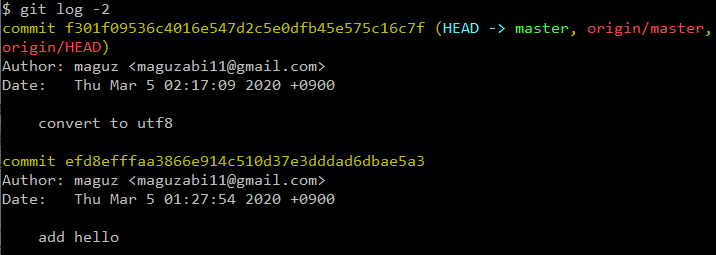 $ git log -2
commit f301f09536c4016e547d2c5e0dfb45e575c16c7f (HEAD -> master, origin/master,
origin/HEAD)
Author: maguz <maguzabi11@gmail.com>
Date:   Thu Mar 5 02:17:09 2020 +0900
    convert to utf8
commit efd8efffaa3866e914c510d37e3dddad6dbae5a3
Author: maguz <maguzabi11@gmail.com>
Date:   Thu Mar 5 01:27:54 2020 +0900
    add hello